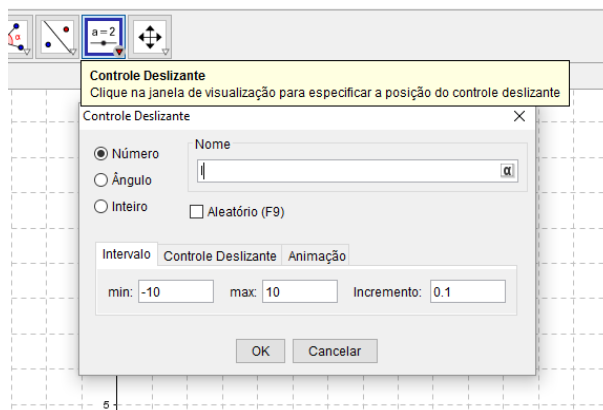 α
a=2
Controle Deslizante
Clique na janela de visualização para especificar a posição do controle deslizante
Controle Deslizante
Número
Ângulo
Inteiro
Nome
l
α
Aleatório (F9)
Intervalo
Controle Deslizante
Animação
min: -10
max: 10
Incremento: 0.1
OK
Cancelar
5